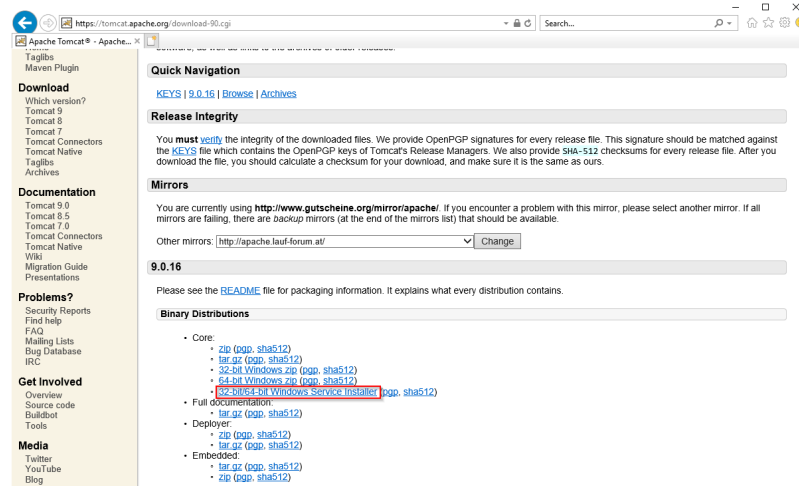 https://tomcat.apache.org/download-90.cgi
Search...
Apache Tomcat® - Apache...
Taglibs
Maven Plugin
Download
Which version?
Tomcat 9
Tomcat 8
Tomcat 7
Tomcat Connectors
Tomcat Native
Taglibs
Archives
Documentation
Tomcat 9.0
Tomcat 8.5
Tomcat 7.0
Tomcat Connectors
Tomcat Native
Wiki
Migration Guide
Presentations
Problems?
Security Reports
Find help
FAQ
Mailing Lists
Bug Database
IRC
Get Involved
Overview
Source code
Buildbot
Tools
Media
Twitter
YouTube
Blog
software, as well as links to the archives of older releases.
Quick Navigation
KEYS | 9.0.16 | Browse | Archives
Release Integrity
You must verify the integrity of the downloaded files. We provide OpenPGP signatures for every release file. This signature should be matched against
the KEYS file which contains the OpenPGP keys of Tomcat's Release Managers. We also provide SHA-512 checksums for every release file. After you
download the file, you should calculate a checksum for your download, and make sure it is the same as ours.
Mirrors
You are currently using http://www.gutscheine.org/mirror/apache/. If you encounter a problem with this mirror, please select another mirror. If all
mirrors are failing, there are backup mirrors (at the end of the mirrors list) that should be available.
Other mirrors: http://apache.lauf-forum.at/ Change
9.0.16
Please see the README file for packaging information. It explains what every distribution contains.
Binary Distributions
• Core:
◦ zip (pgp, sha512)
◦ tar.gz (pgp, sha512)
◦ 32-bit Windows zip (pgp, sha512)
◦ 64-bit Windows zip (pgp, sha512)
◦ 32-bit/64-bit Windows Service Installer (pgp, sha512)
• Full documentation:
◦ tar.gz (pgp, sha512)
• Deployer:
◦ zip (pgp, sha512)
◦ tar.gz (pgp, sha512)
• Embedded:
◦ tar.gz (pgp, sha512)
◦ zip (pgp, sha512)